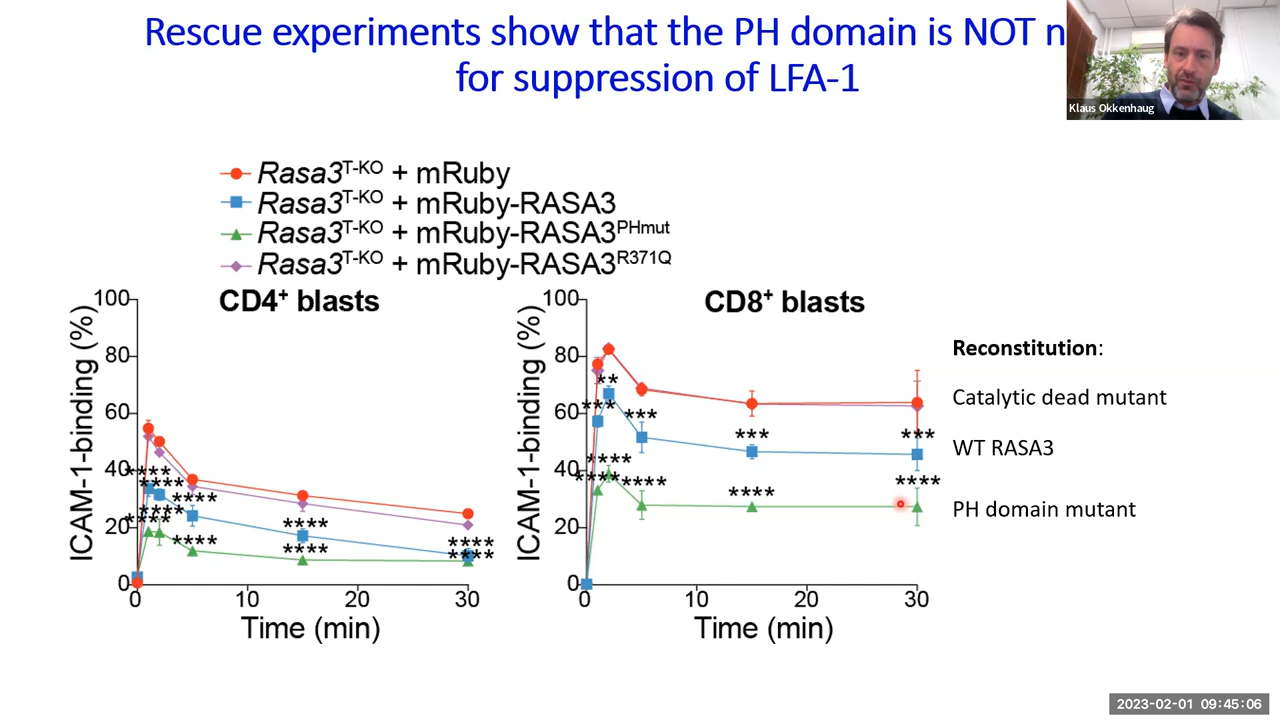 Rescue experiments show that the PH domain is NOT
for suppression of LFA-1
Klaus Okkenhaug
Rasa3T-KO + mRuby
Rasa3T-KO + mRuby-RASA3
Rasa3T-KO + mRuby-RASA3PHmut
Rasa3T-KO + mRuby-RASA3R371Q
CD4+ blasts
ICAM-1-binding (%)
100
80
60
40
20
0
**** **** **** **** ****
**** **** **** **** ****
0 10 20 30
Time (min)
CD8+ blasts
ICAM-1-binding (%)
100
80
60
40
20
0
*** ** *** *** ***
**** **** **** **** ****
0 10 20 30
Time (min)
Reconstitution:
Catalytic dead mutant
WT RASA3
PH domain mutant
2023-02-01 09:45:06